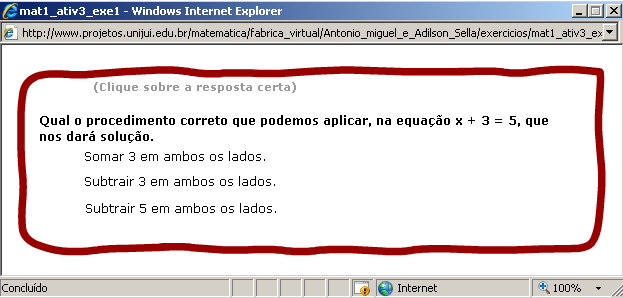 mat1_ativ3_exe1 - Windows Internet Explorer
http://www.projetos.unijui.edu.br/matematica/fabrica_virtual/Antonio_miguel_e_Adilson_Sella/exercicios/mat1_ativ3_ex
(Clique sobre a resposta certa)
Qual o procedimento correto que podemos aplicar, na equação x + 3 = 5, que
nos dará solução.
Somar 3 em ambos os lados.
Subtrair 3 em ambos os lados.
Subtrair 5 em ambos os lados.
Concluído Internet 100%